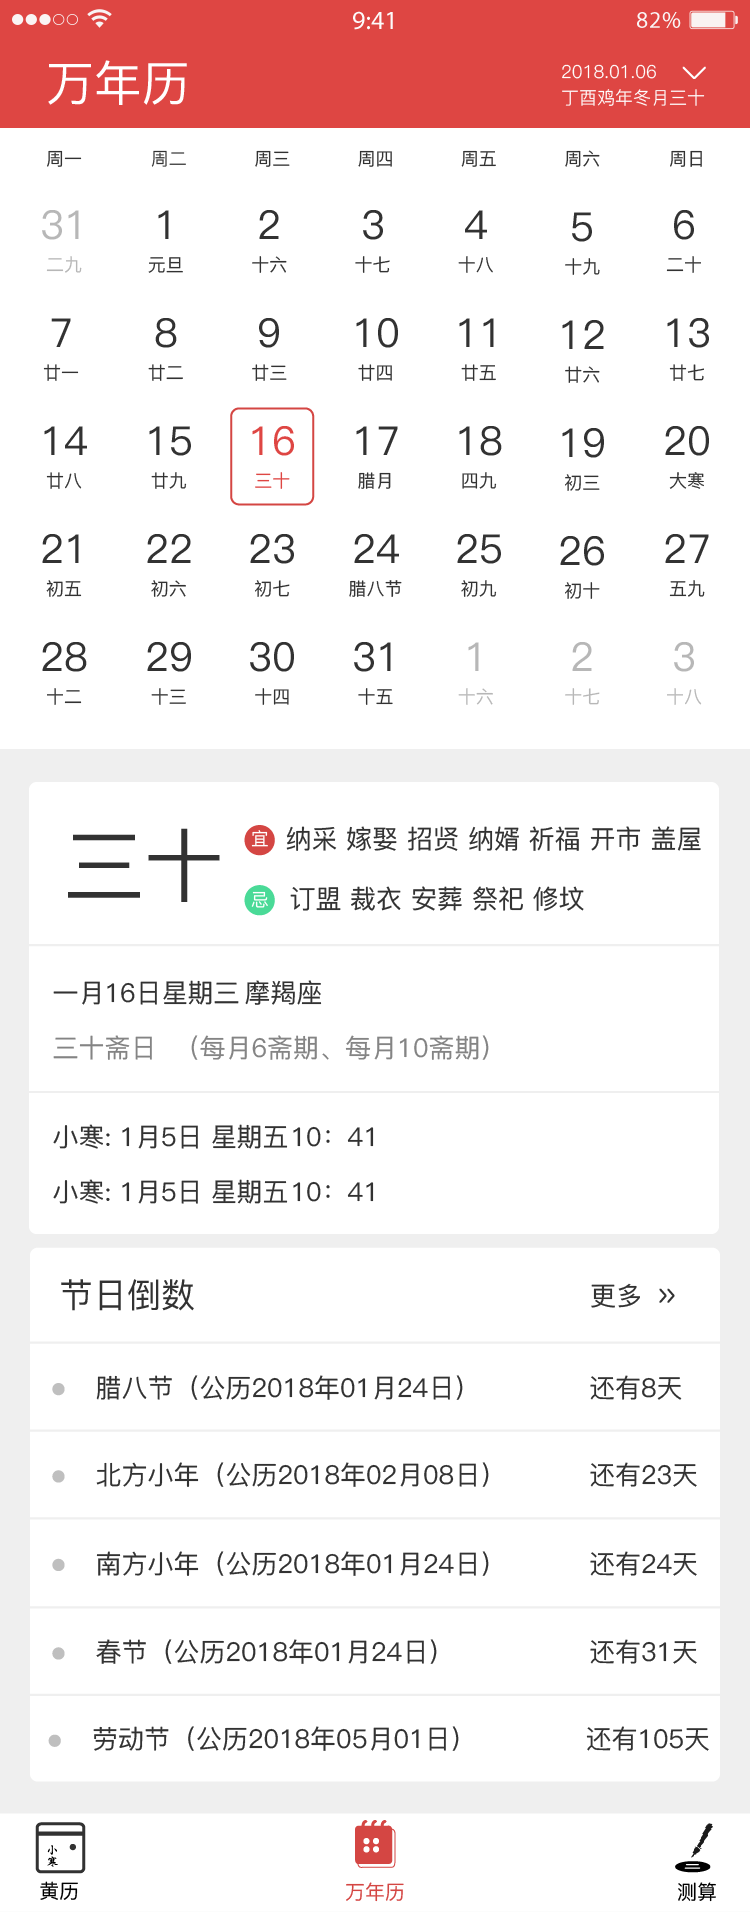 9:41 82%
万年历
2018.01.06
丁酉鸡年冬月三十
周一 周二 周三 周四 周五 周六 周日
31 1 2 3 4 5 6
二九 元旦 十六 十七 十八 十九 二十
7 8 9 10 11 12 13
廿一 廿二 廿三 廿四 廿五 廿六 廿七
14 15 16 17 18 19 20
廿八 廿九 三十 腊月 四九 初三 大寒
21 22 23 24 25 26 27
初五 初六 初七 腊八节 初九 初十 五九
28 29 30 31 1 2 3
十二 十三 十四 十五 十六 十七 十八
三十
宜 纳采 嫁娶 招贤 纳婿 祈福 开市 盖屋
忌 订盟 裁衣 安葬 祭祀 修坟
一月16日星期三 摩羯座
三十斋日 （每月6斋期、每月10斋期）
小寒: 1月5日 星期五10：41
小寒: 1月5日 星期五10：41
节日倒数 更多 »
腊八节（公历2018年01月24日） 还有8天
北方小年（公历2018年02月08日） 还有23天
南方小年（公历2018年01月24日） 还有24天
春节（公历2018年01月24日） 还有31天
劳动节（公历2018年05月01日） 还有105天
小寒
黄历 万年历 测算